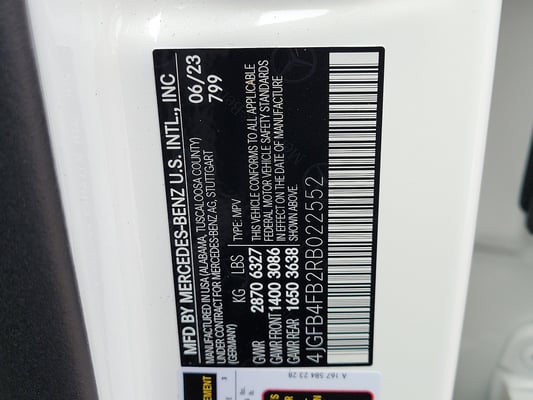 MFD BY MERCEDES-BENZ U.S. INTL., INC
06/23
799
MANUFACTURED IN USA (ALABAMA, TUSCALOOSA COUNTY)
UNDER CONTRACT FOR MERCEDES-BENZ AG, STUTTGART
(GERMANY)
KG LBS TYPE: MPV
GVWR 2870 6327
GAWR FRONT 1400 3086
GAWR REAR 1650 3638
THIS VEHICLE CONFORMS TO ALL APPLICABLE
FEDERAL MOTOR VEHICLE SAFETY STANDARDS
IN EFFECT ON THE DATE OF MANUFACTURE
SHOWN ABOVE.
4JGFB4FB2RB022552
A 167 584 23 28